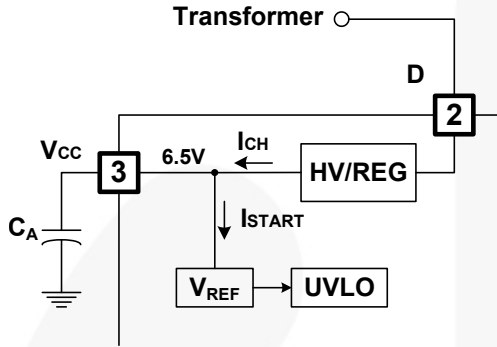 Transformer
D
2
VCC
3
6.5V
ICH
HV/REG
CA
ISTART
VREF
UVLO